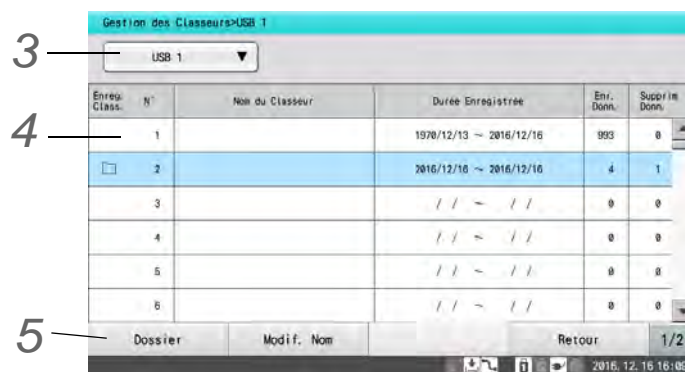 Gestion des Classeurs>USB 1
3
USB 1 ▼
Enreg. Class. N° Nom du Classeur Durée Enregistrée Enr. Donn. Supprim Donn.
4
1 1970/12/13 ~ 2016/12/16 993 0
2 2016/12/16 ~ 2016/12/16 4 1
3 / / ~ / / 0 0
4 / / ~ / / 0 0
5 / / ~ / / 0 0
6 / / ~ / / 0 0
5
Dossier Modif. Nom Retour 1/2
2016. 12. 16 16:09